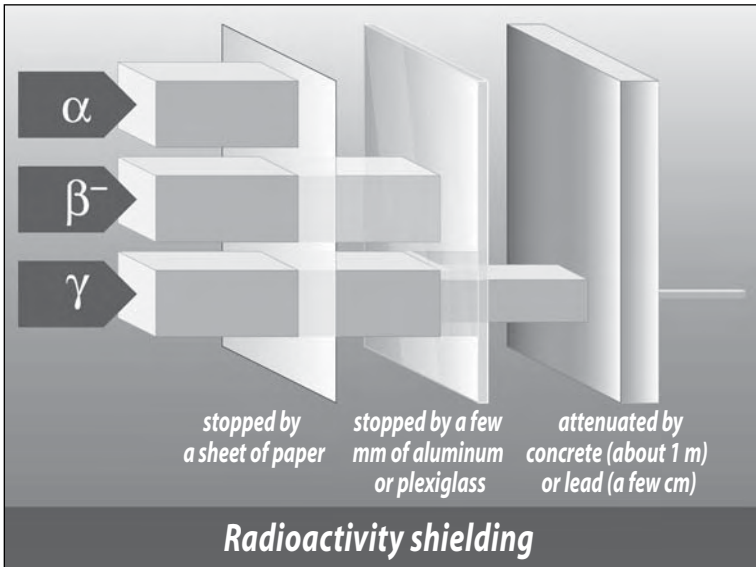 α
β⁻
γ
stopped by
a sheet of paper
stopped by a few
mm of aluminum
or plexiglass
attenuated by
concrete (about 1 m)
or lead (a few cm)
Radioactivity shielding